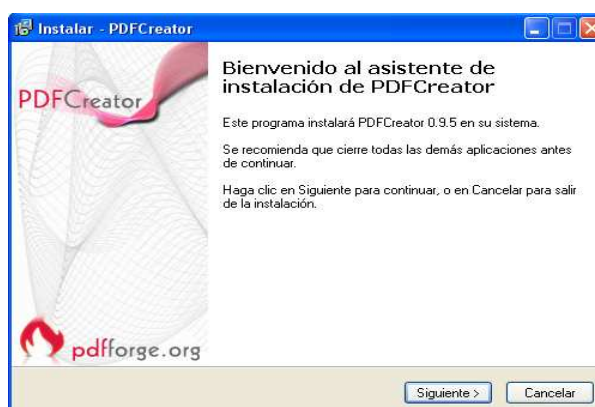 Instalar - PDFCreator
PDFCreator
Bienvenido al asistente de
instalación de PDFCreator
Este programa instalará PDFCreator 0.9.5 en su sistema.
Se recomienda que cierre todas las demás aplicaciones antes
de continuar.
Haga clic en Siguiente para continuar, o en Cancelar para salir
de la instalación.
pdfforge.org
Siguiente >
Cancelar